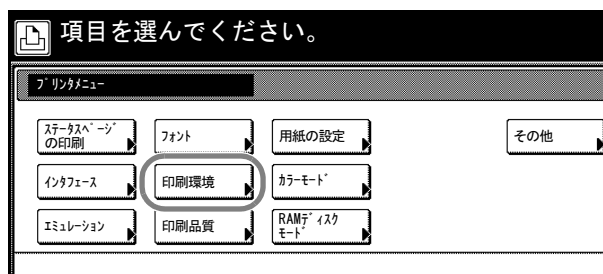 項目を選んでください。
プリンタメニュー
ステータスページ
の印刷
フォント
用紙の設定
その他
インタフェース
印刷環境
カラーモード
エミュレーション
印刷品質
RAMディスク
モード